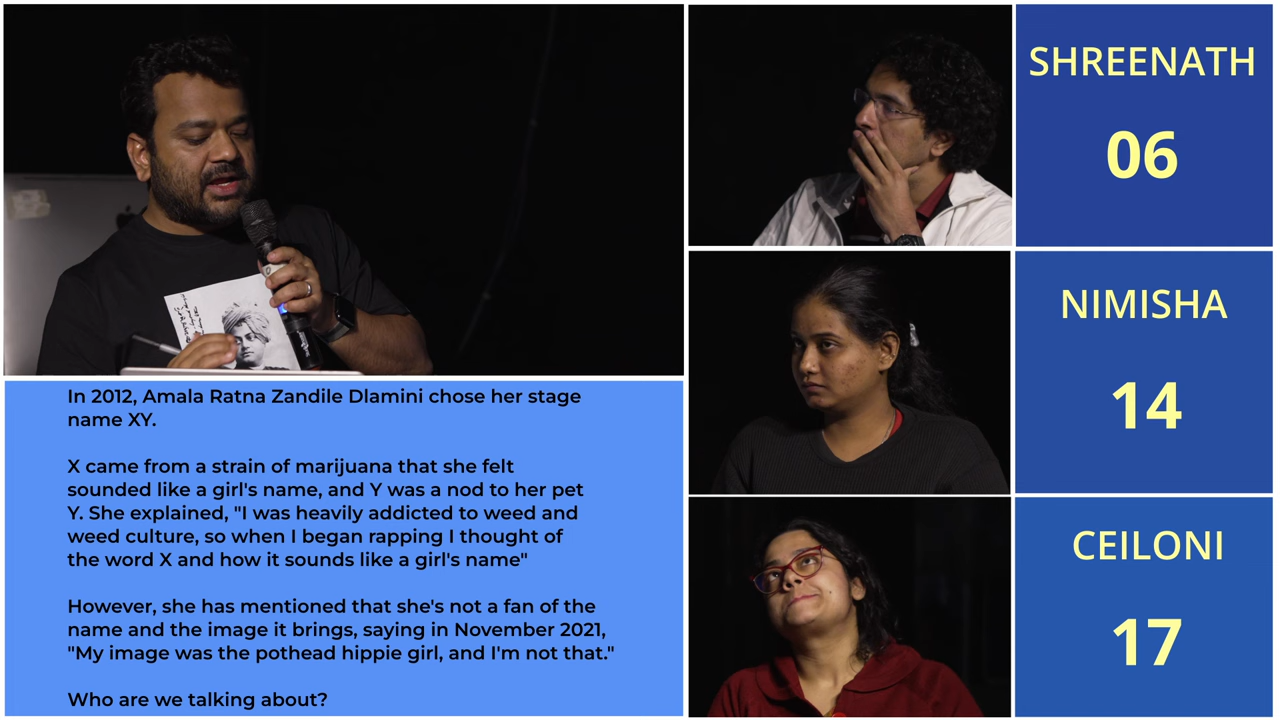 In 2012, Amala Ratna Zandile Dlamini chose her stage
name XY.
X came from a strain of marijuana that she felt
sounded like a girl's name, and Y was a nod to her pet
Y. She explained, "I was heavily addicted to weed and
weed culture, so when I began rapping I thought of
the word X and how it sounds like a girl's name"
However, she has mentioned that she's not a fan of the
name and the image it brings, saying in November 2021,
"My image was the pothead hippie girl, and I'm not that."
Who are we talking about?
SHREENATH
06
NIMISHA
14
CEILONI
17